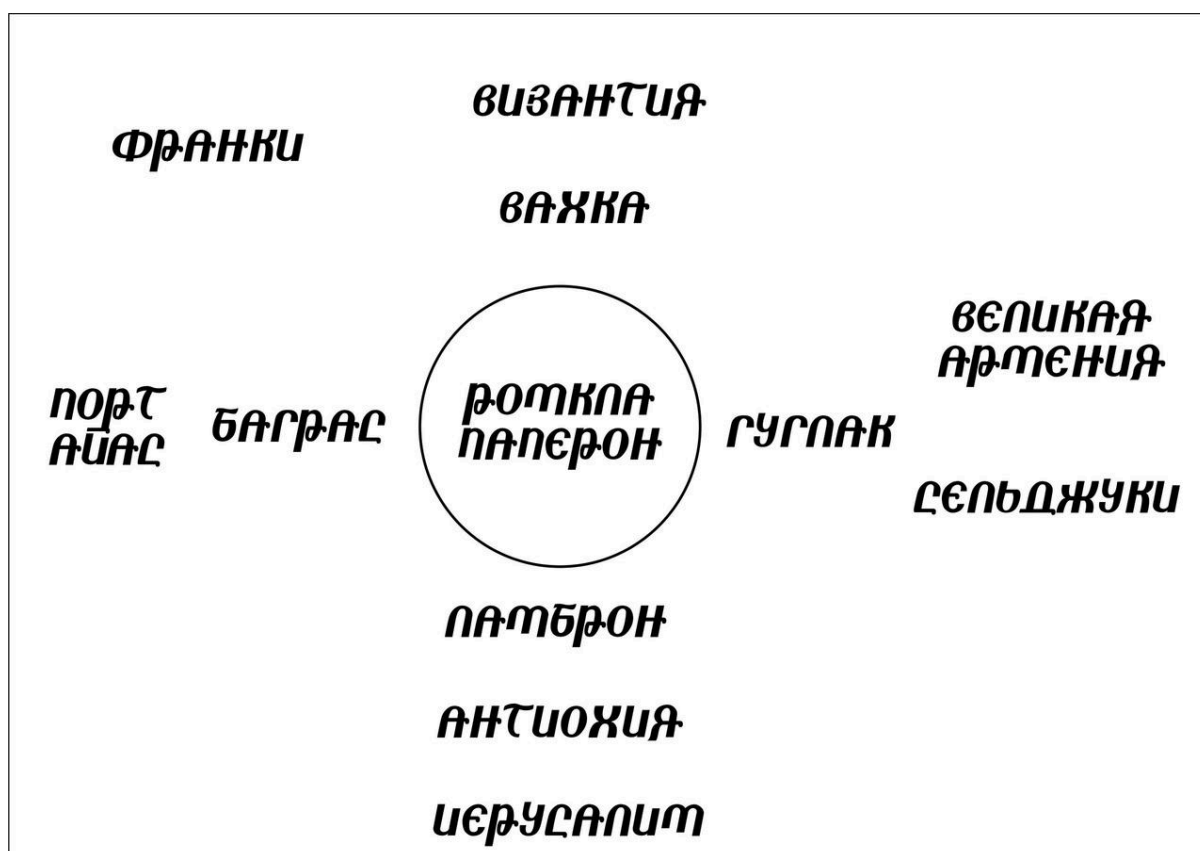 ВИЗАНТИЯ
ФРАНКИ
ВАХКА
ВЕЛИКАЯ
АРМЕНИЯ
ПОРТ
АЙАС
БАГРАС
РОМКЛА
ПАПЕРОН
ГУГЛАК
СЕЛЬДЖУКИ
ЛАМБРОН
АНТИОХИЯ
ИЕРУСАЛИМ